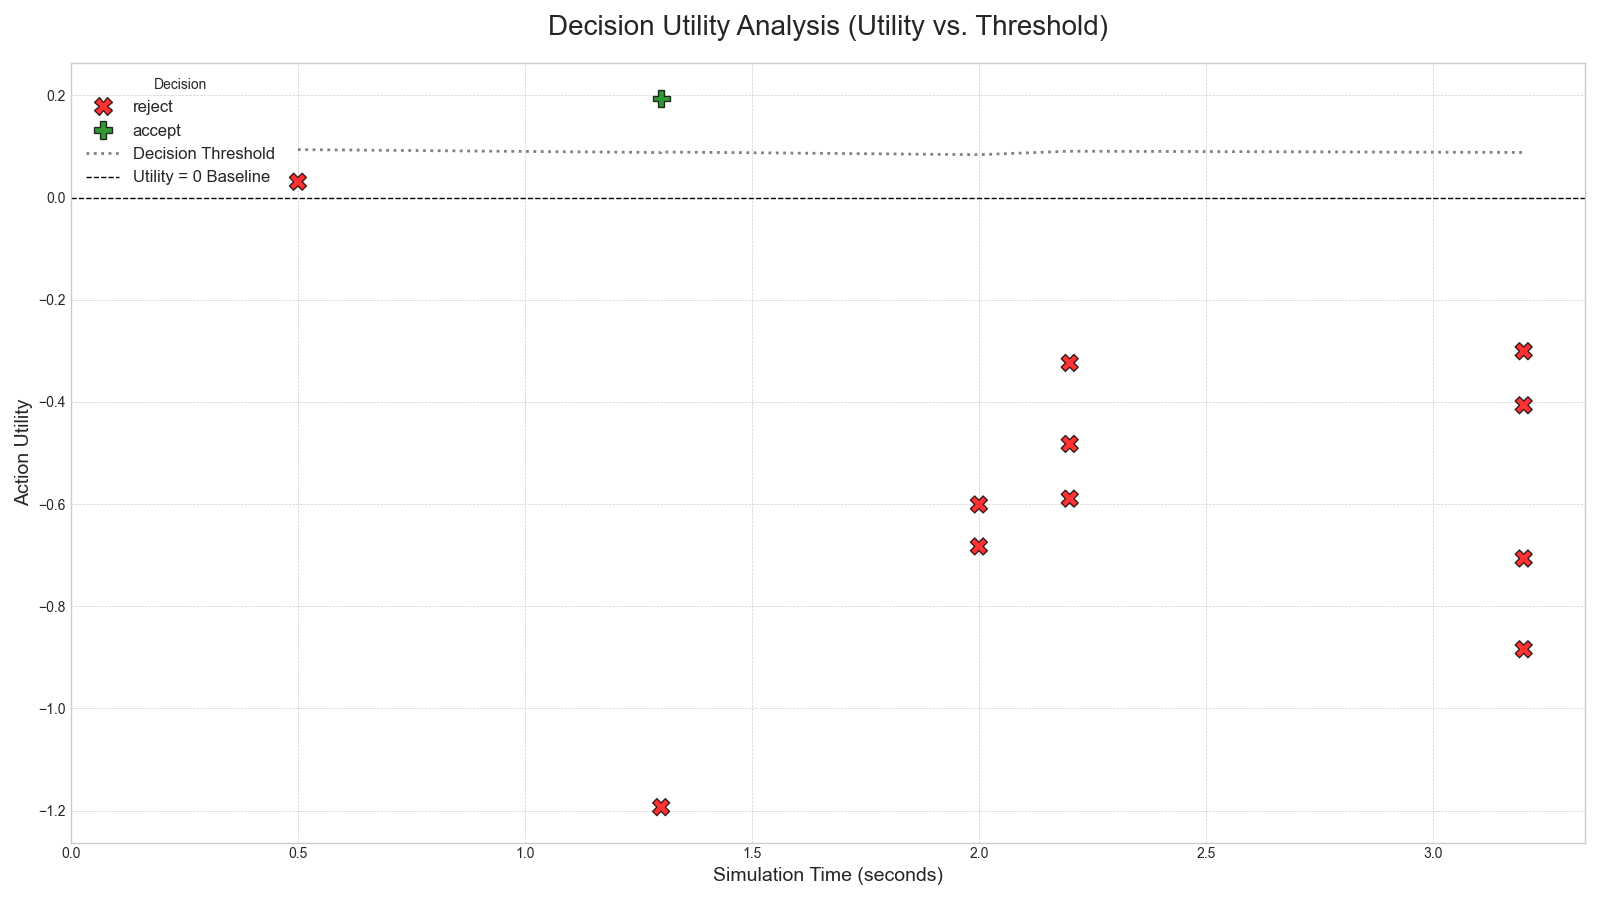 Decision Utility Analysis (Utility vs. Threshold)
Decision
reject
accept
Decision Threshold
Utility = 0 Baseline
Action Utility
0.2
0.0
−0.2
−0.4
−0.6
−0.8
−1.0
−1.2
0.0 0.5 1.0 1.5 2.0 2.5 3.0
Simulation Time (seconds)